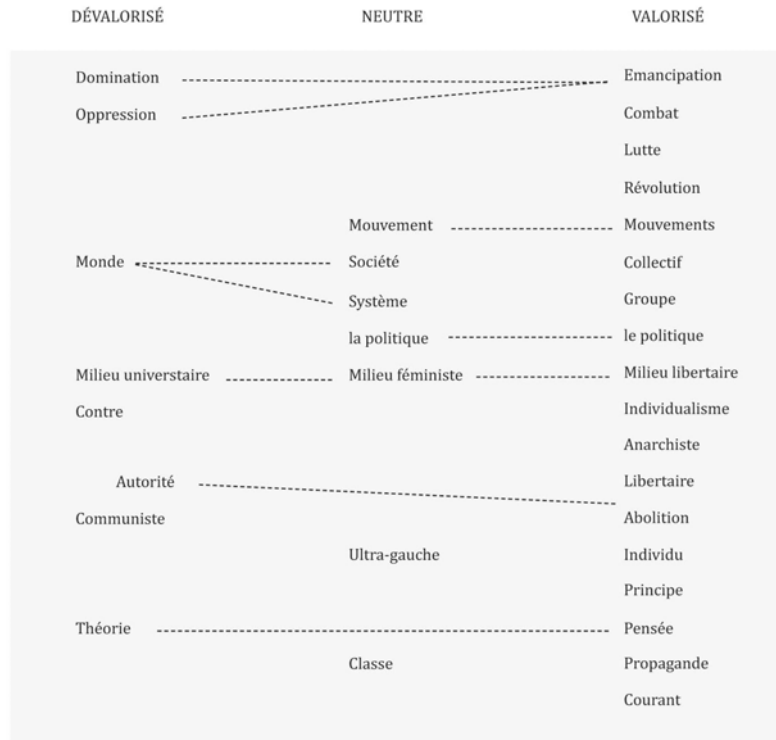 DÉVALORISÉ NEUTRE VALORISÉ
Domination Emancipation
Oppression Combat
Lutte
Révolution
Mouvement Mouvements
Monde Société Collectif
Système Groupe
la politique le politique
Milieu universtaire Milieu féministe Milieu libertaire
Contre Individualisme
Anarchiste
Autorité Libertaire
Communiste Abolition
Ultra-gauche Individu
Principe
Théorie Pensée
Classe Propagande
Courant